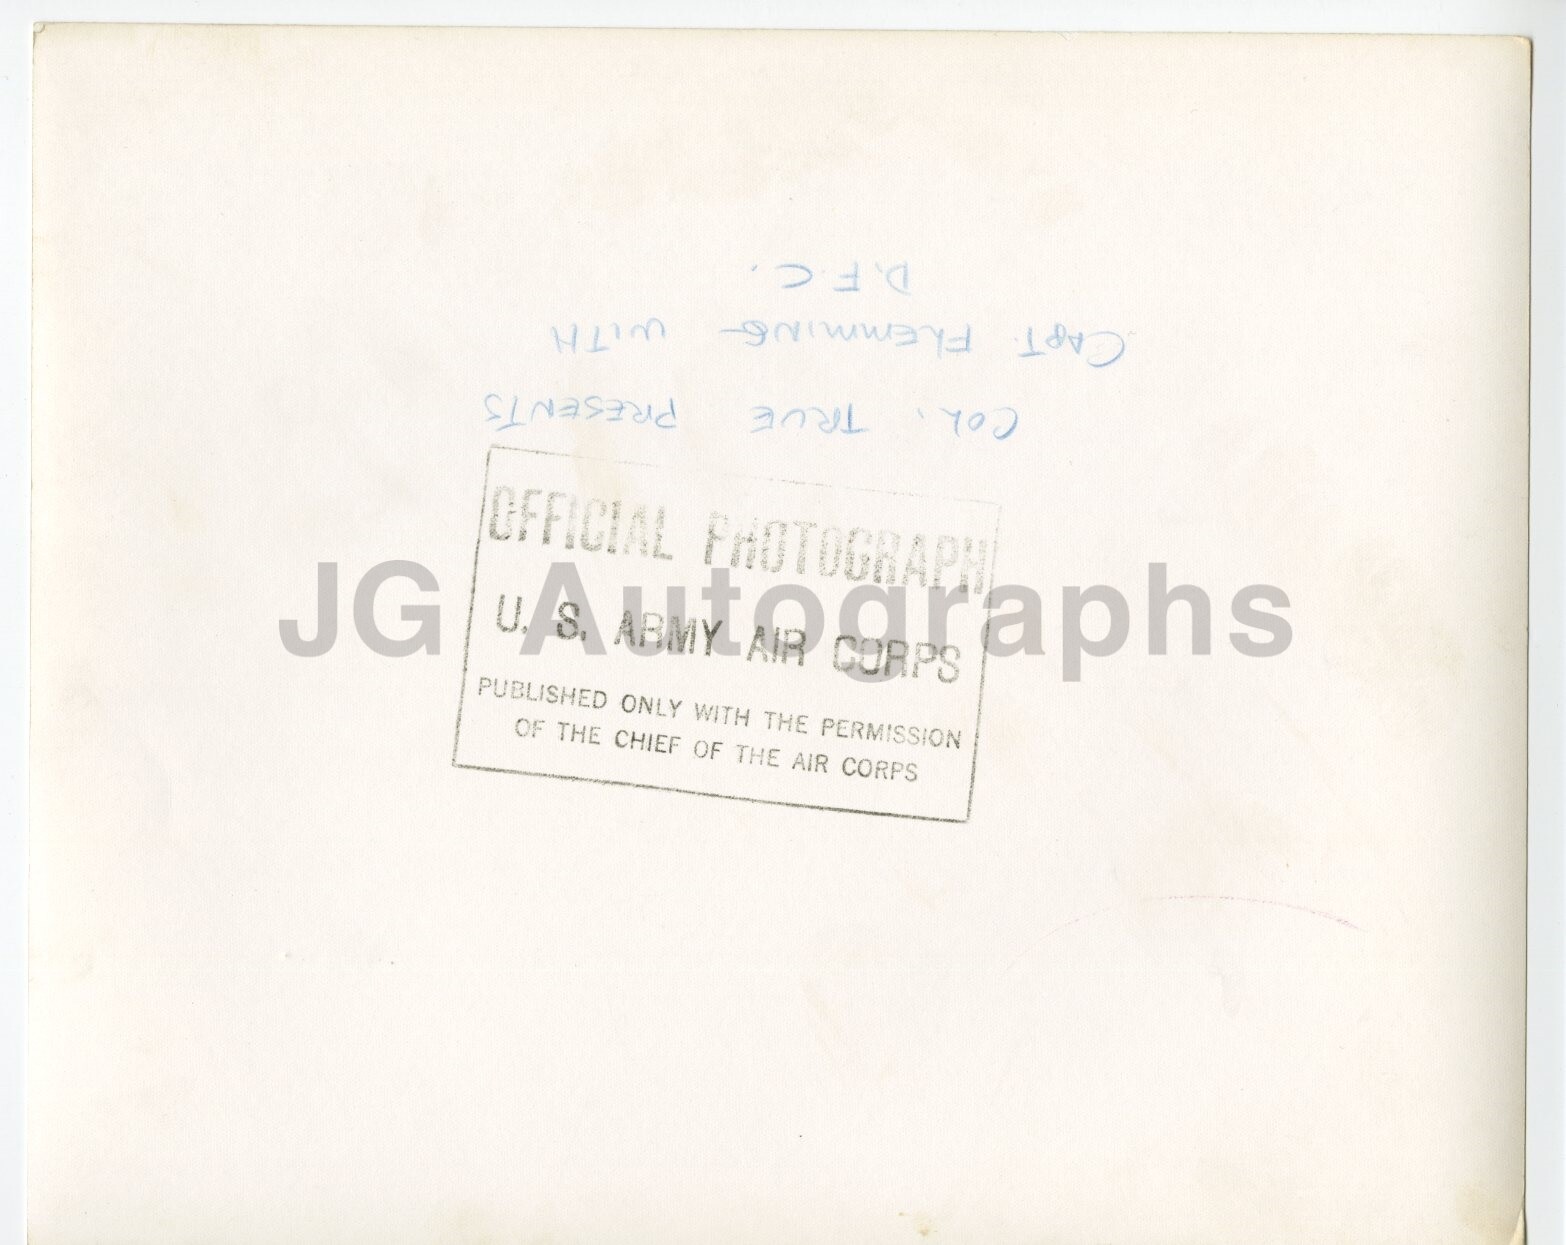 COL. TRUE PRESENTS
CAPT. FLEMMING WITH
D.F.C.
OFFICIAL PHOTOGRAPH
U. S. ARMY AIR CORPS
PUBLISHED ONLY WITH THE PERMISSION
OF THE CHIEF OF THE AIR CORPS
JG Autographs